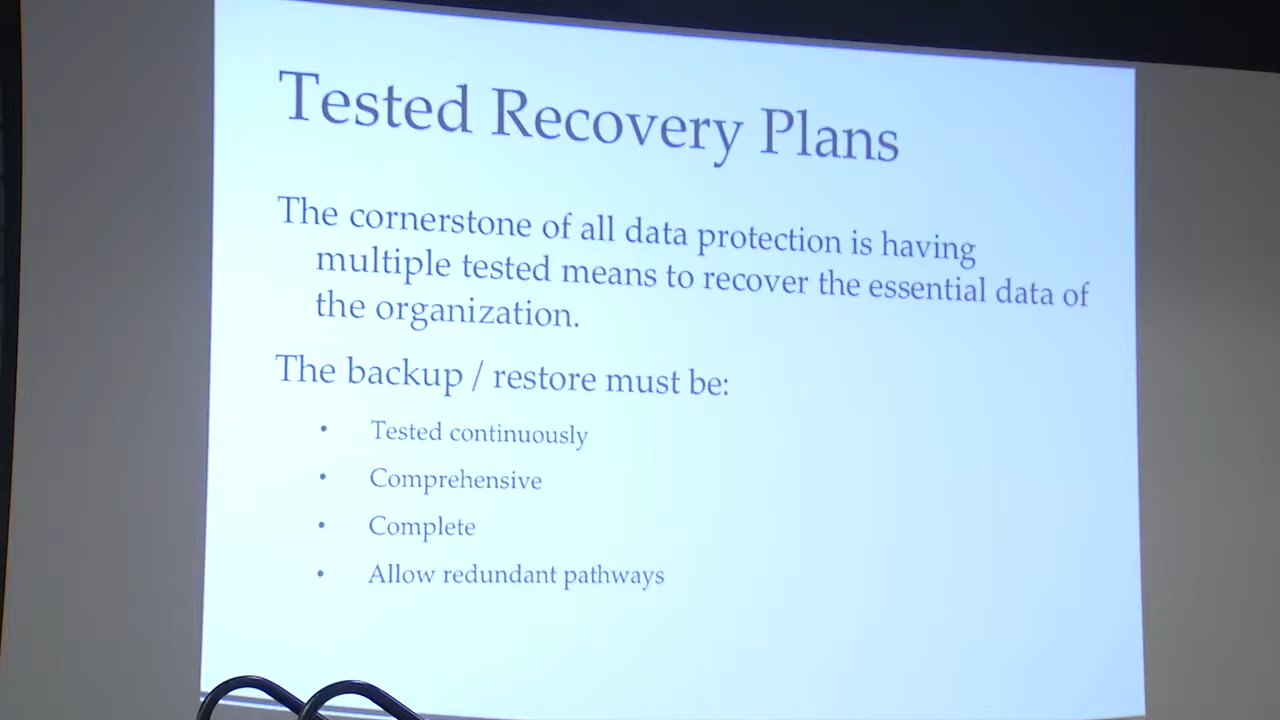 Tested Recovery Plans
The cornerstone of all data protection is having
multiple tested means to recover the essential data of
the organization.
The backup / restore must be:
• Tested continuously
• Comprehensive
• Complete
• Allow redundant pathways